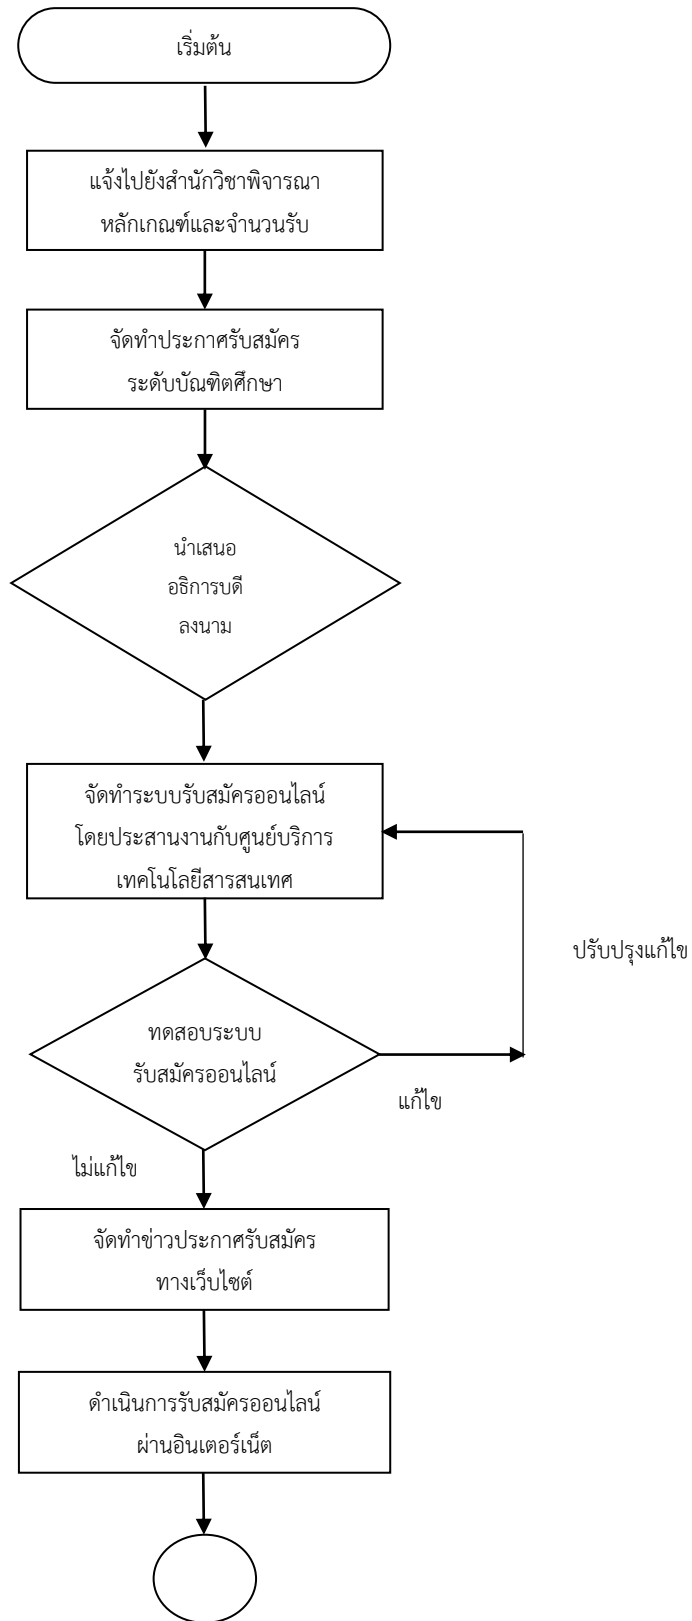 เริ่มต้น
แจ้งไปยังสำนักวิชาพิจารณา
หลักเกณฑ์และจำนวนรับ
จัดทำประกาศรับสมัคร
ระดับบัณฑิตศึกษา
นำเสนอ
อธิการบดี
ลงนาม
จัดทำระบบรับสมัครออนไลน์
โดยประสานงานกับศูนย์บริการ
เทคโนโลยีสารสนเทศ
ปรับปรุงแก้ไข
ทดสอบระบบ
รับสมัครออนไลน์
แก้ไข
ไม่แก้ไข
จัดทำข่าวประกาศรับสมัคร
ทางเว็บไซต์
ดำเนินการรับสมัครออนไลน์
ผ่านอินเตอร์เน็ต